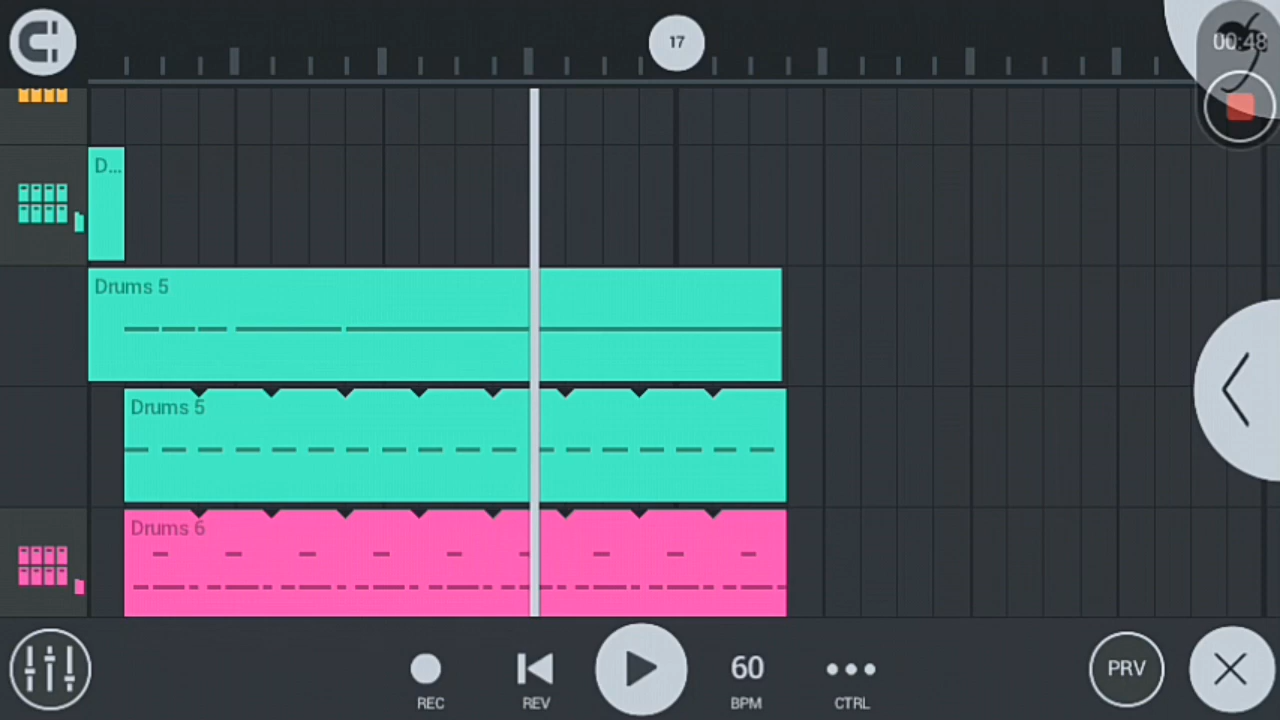 17
00:48
D...
Drums 5
Drums 5
Drums 6
60
PRV
REC
REV
BPM
CTRL